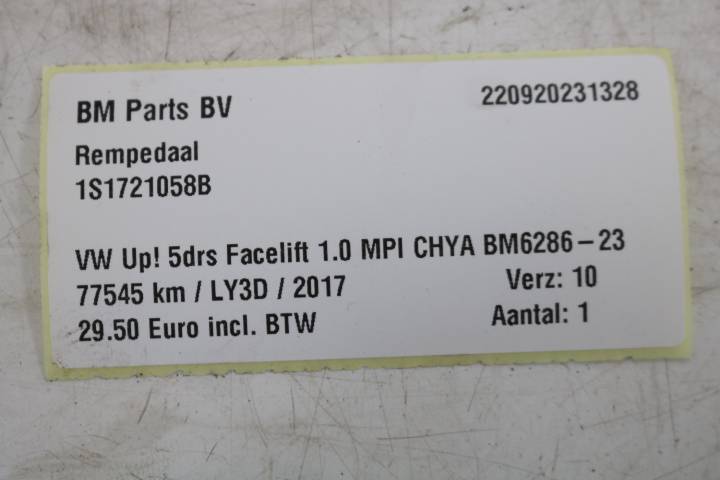 BM Parts BV 220920231328
Rempedaal
1S1721058B
VW Up! 5drs Facelift 1.0 MPI CHYA BM6286-23
77545 km / LY3D / 2017 Verz: 10
29.50 Euro incl. BTW Aantal: 1